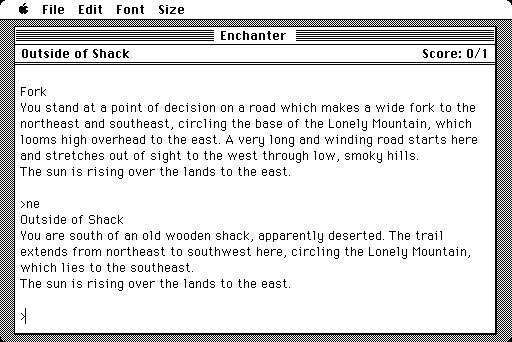 File Edit Font Size
Enchanter
Outside of Shack Score: 0/1
Fork
You stand at a point of decision on a road which makes a wide fork to the
northeast and southeast, circling the base of the Lonely Mountain, which
looms high overhead to the east. A very long and winding road starts here
and stretches out of sight to the west through low, smoky hills.
The sun is rising over the lands to the east.
>ne
Outside of Shack
You are south of an old wooden shack, apparently deserted. The trail
extends from northeast to southwest here, circling the Lonely Mountain,
which lies to the southeast.
The sun is rising over the lands to the east.
>